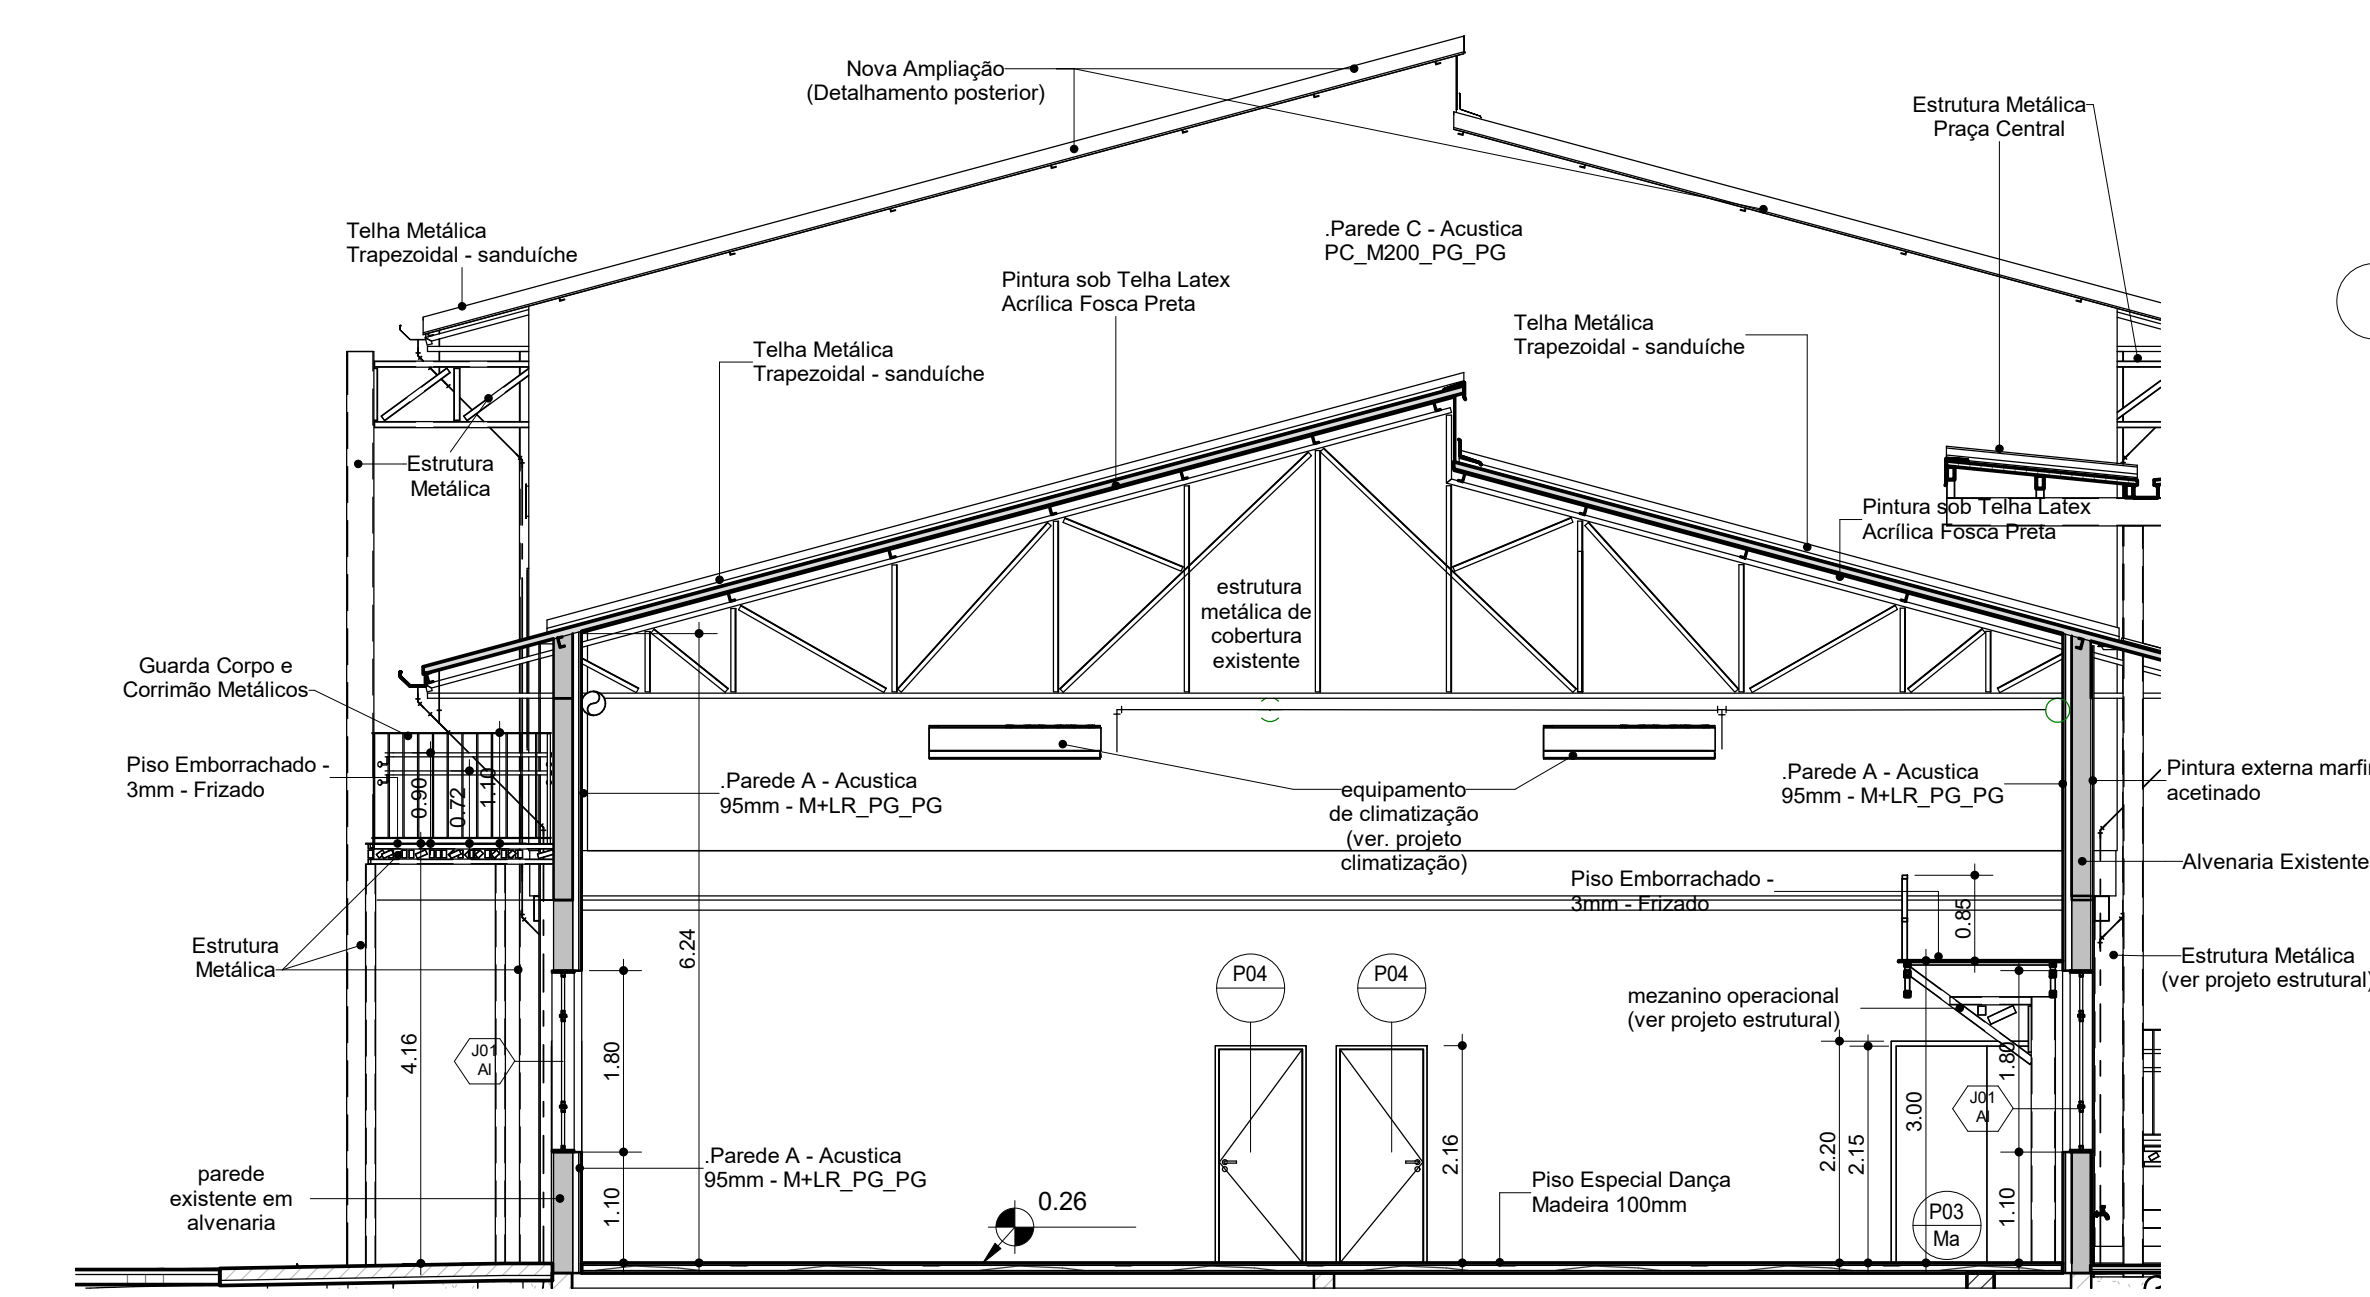 Nova Ampliação
(Detalhamento posterior)
Estrutura Metálica
Praça Central
Telha Metálica
Trapezoidal - sanduíche
.Parede C - Acustica
PC_M200_PG_PG
Pintura sob Telha Latex
Acrílica Fosca Preta
Telha Metálica
Trapezoidal - sanduíche
Telha Metálica
Trapezoidal - sanduíche
Estrutura
Metálica
Pintura sob Telha Latex
Acrílica Fosca Preta
estrutura
metálica de
cobertura
existente
Guarda Corpo e
Corrimão Metálicos
Piso Emborrachado -
3mm - Frizado
0.90
0.72
1.10
.Parede A - Acustica
95mm - M+LR_PG_PG
equipamento
de climatização
(ver. projeto
climatização)
.Parede A - Acustica
95mm - M+LR_PG_PG
Pintura externa marfi
acetinado
Alvenaria Existente
Piso Emborrachado -
3mm - Frizado
0.85
Estrutura
Metálica
6.24
P04
P04
Estrutura Metálica
(ver projeto estrutural)
mezanino operacional
(ver projeto estrutural)
4.16
J01
Al
1.80
1.80
J01
Al
3.00
2.16
2.20
2.15
.Parede A - Acustica
95mm - M+LR_PG_PG
parede
existente em
alvenaria
1.10
0.26
Piso Especial Dança
Madeira 100mm
P03
Ma
1.10